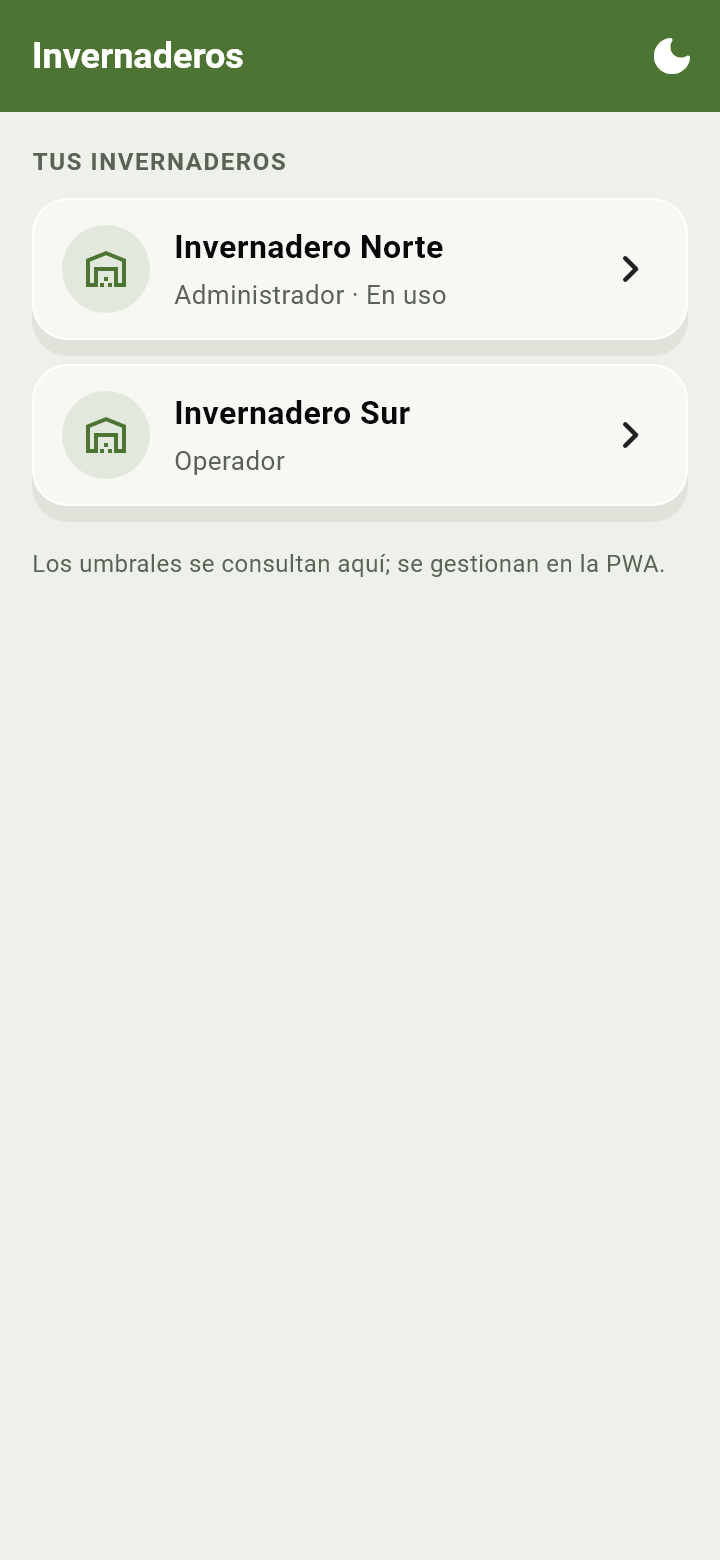 Invernaderos
TUS INVERNADEROS
Invernadero Norte
Administrador · En uso
Invernadero Sur
Operador
Los umbrales se consultan aquí; se gestionan en la PWA.